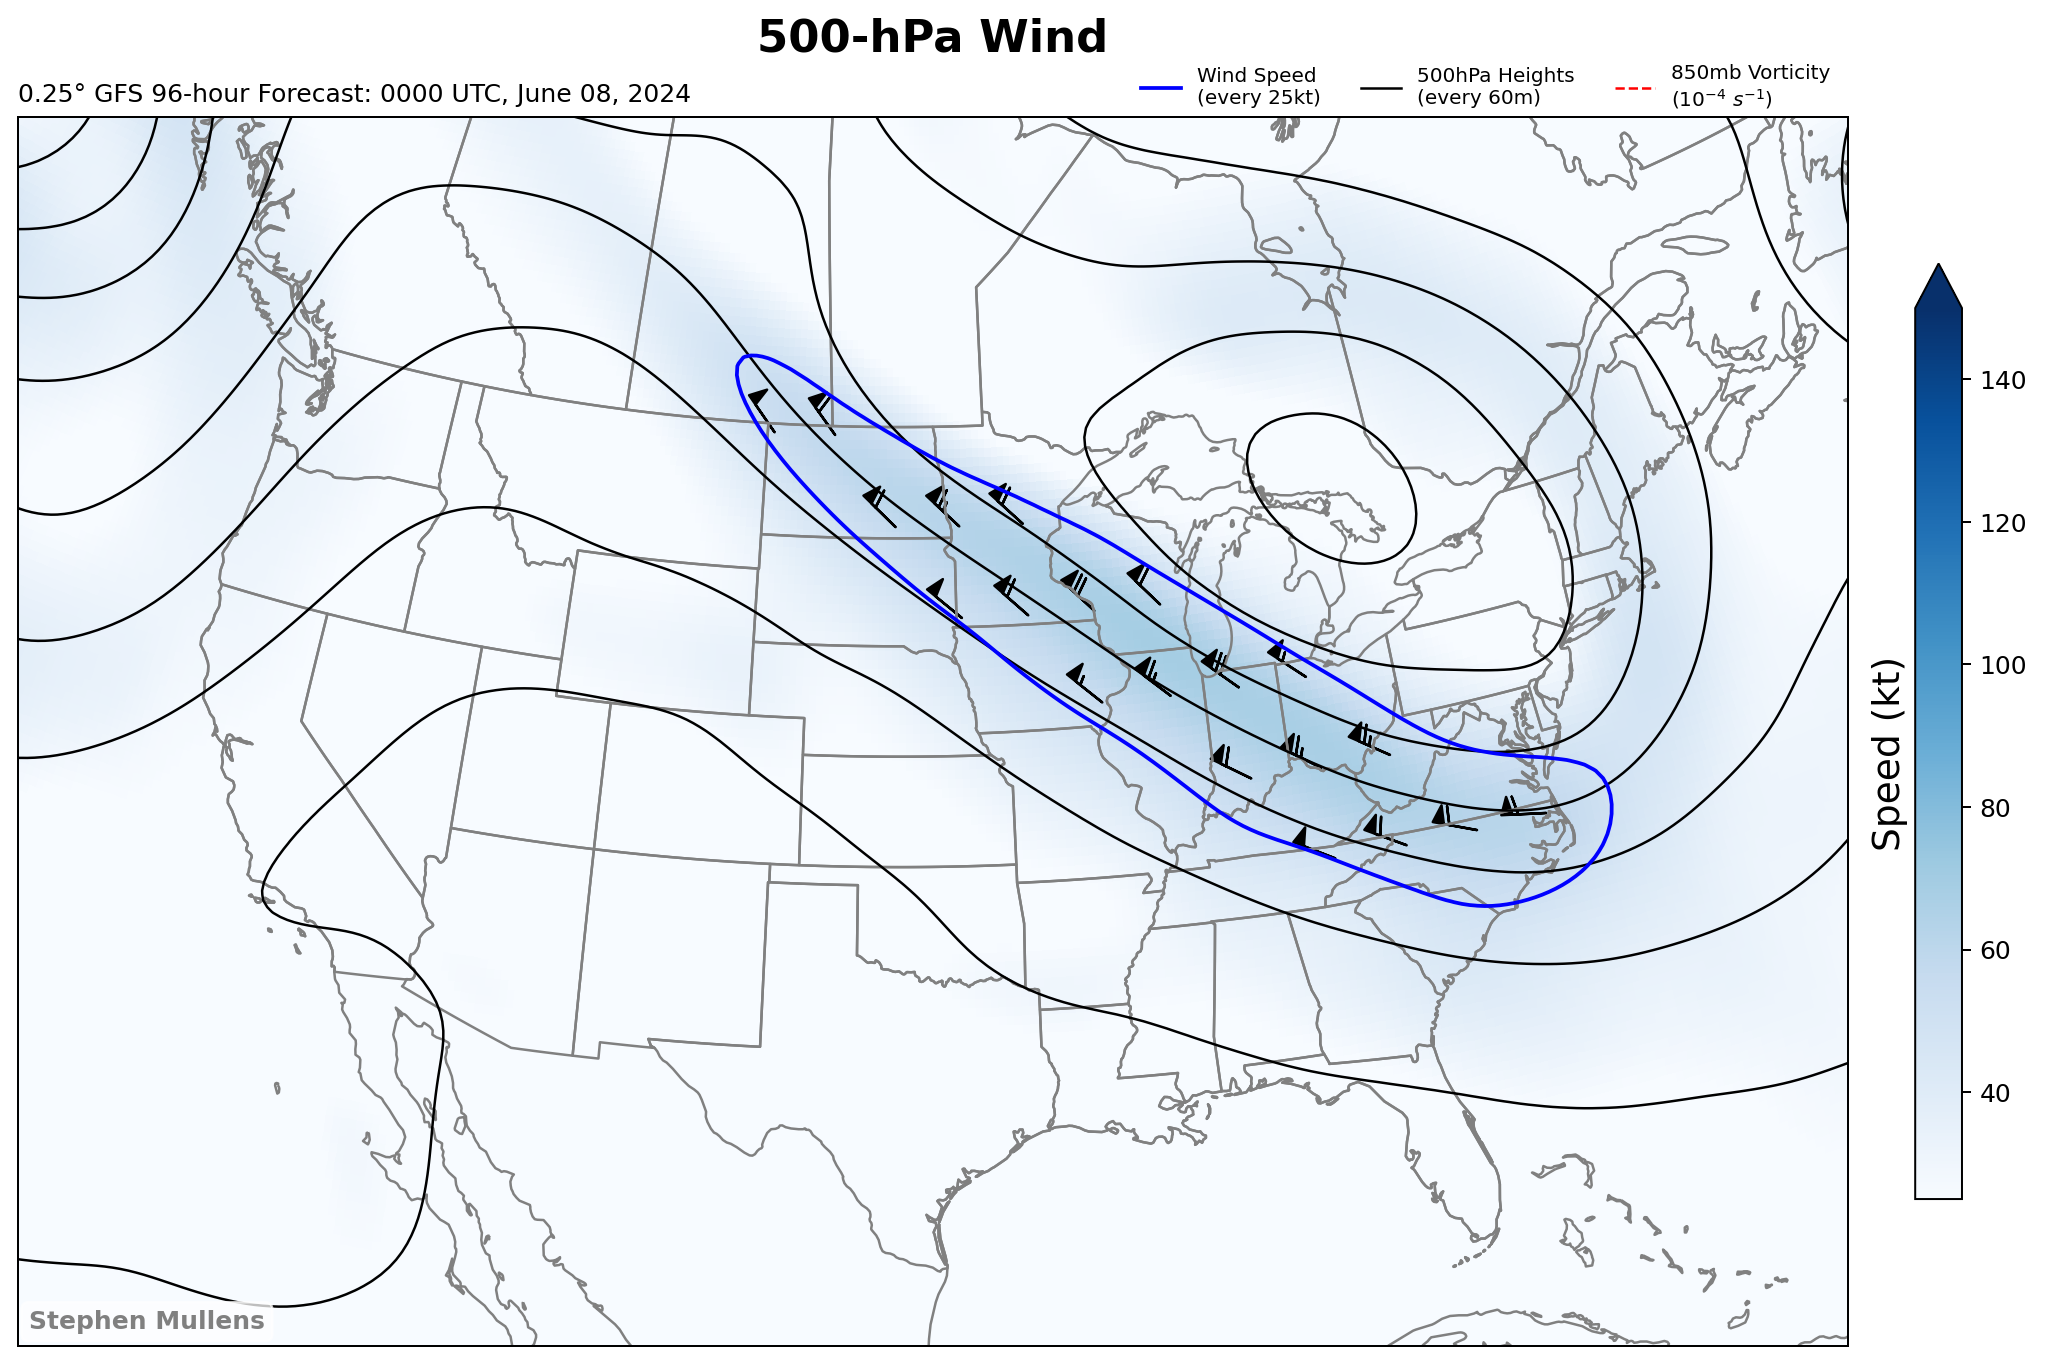 500-hPa Wind
0.25° GFS 96-hour Forecast: 0000 UTC, June 08, 2024
Wind Speed
(every 25kt)
500hPa Heights
(every 60m)
850mb Vorticity
(10⁻⁴ s⁻¹)
140
120
100
80
60
40
Speed (kt)
Stephen Mullens